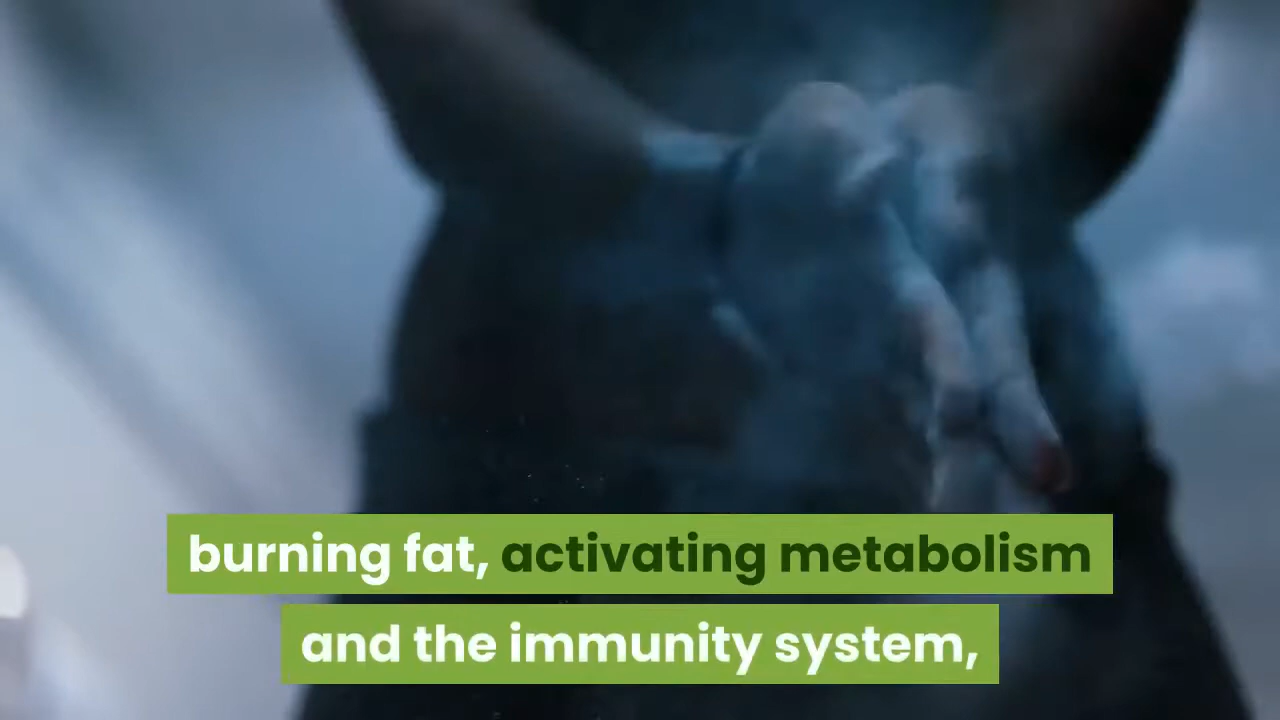 burning fat, activating metabolism
and the immunity system,